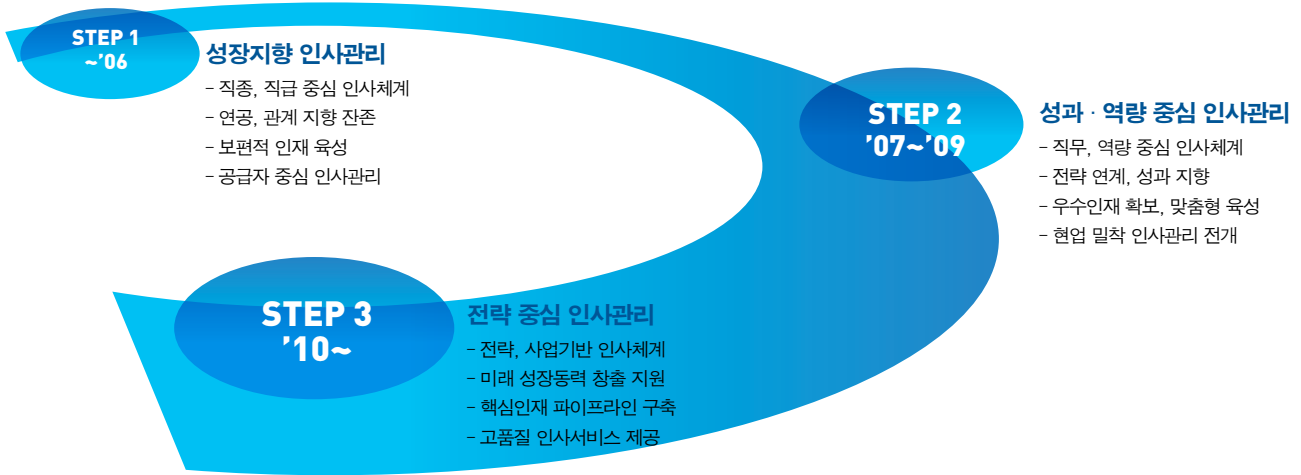 STEP 1
~’06
성장지향 인사관리
– 직종, 직급 중심 인사체계
– 연공, 관계 지향 잔존
– 보편적 인재 육성
– 공급자 중심 인사관리
STEP 2
’07~’09
성과 · 역량 중심 인사관리
– 직무, 역량 중심 인사체계
– 전략 연계, 성과 지향
– 우수인재 확보, 맞춤형 육성
– 현업 밀착 인사관리 전개
STEP 3
’10~
전략 중심 인사관리
– 전략, 사업기반 인사체계
– 미래 성장동력 창출 지원
– 핵심인재 파이프라인 구축
– 고품질 인사서비스 제공